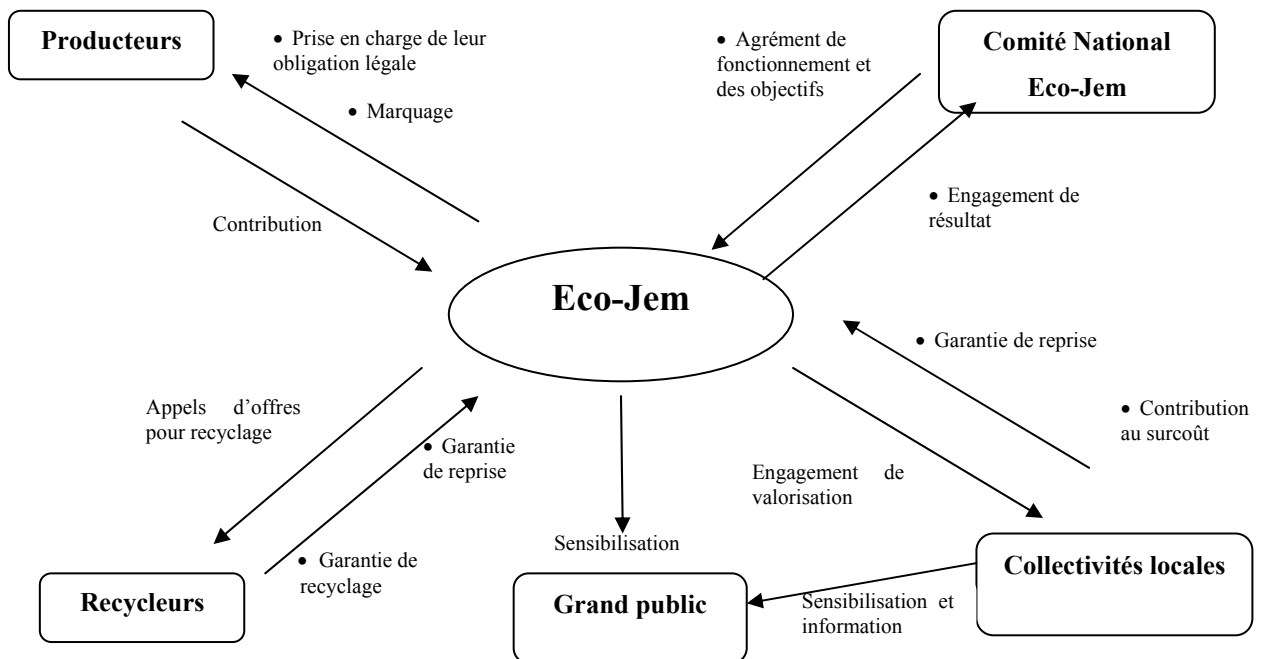 Producteurs
• Prise en charge de leur
obligation légale
• Marquage
• Agrément de
fonctionnement et
des objectifs
Comité National
Eco-Jem
Contribution
• Engagement de
résultat
Eco-Jem
• Garantie de reprise
Appels d’offres
pour recyclage
• Garantie
de reprise
• Contribution
au surcoût
Engagement de
valorisation
Sensibilisation
• Garantie de
recyclage
Recycleurs
Grand public
Collectivités locales
Sensibilisation et
information